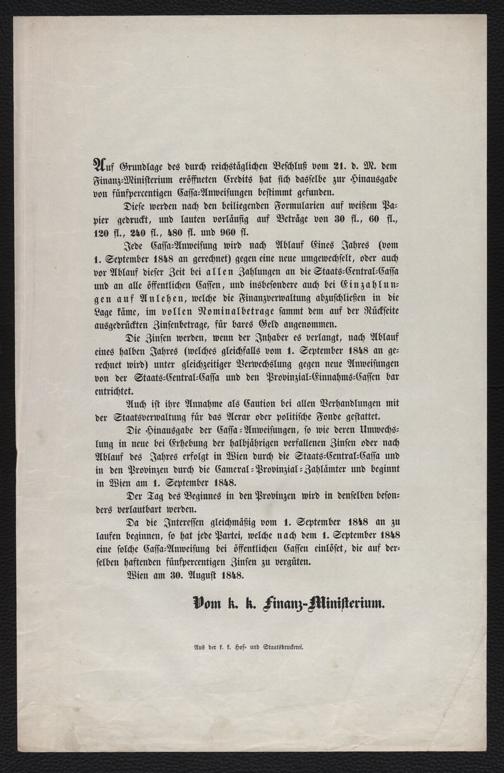 Auf Grundlage des durch reichstäglichen Beschluß vom 21. d. M. dem
Finanz-Ministerium eröffneten Credits hat sich dasselbe zur Hinausgabe
von fünfpercentigen Cassa-Anweisungen bestimmt gefunden.
Diese werden nach den beiliegenden Formularien auf weißem Pa-
pier gedruckt, und lauten vorläufig auf Beträge von 30 fl., 60 fl.,
120 fl., 240 fl., 480 fl. und 960 fl.
Jede Cassa-Anweisung wird nach Ablauf Eines Jahres (vom
1. September 1848 an gerechnet) gegen eine neue umgewechselt, oder auch
vor Ablauf dieser Zeit bei allen Zahlungen an die Staats-Central-Cassa
und an alle öffentlichen Cassen, und insbesondere auch bei Einzahlun-
gen auf Anlehen, welche die Finanzverwaltung abzuschließen in die
Lage käme, im vollen Nominalbetrage sammt dem auf der Rückseite
ausgedrückten Zinsenbetrage, für bares Geld angenommen.
Die Zinsen werden, wenn der Inhaber es verlangt, nach Ablauf
eines halben Jahres (welches gleichfalls vom 1. September 1848 an ge-
rechnet wird) unter gleichzeitiger Verwechslung gegen neue Anweisungen
von der Staats-Central-Cassa und den Provinzial-Einnahms-Cassen bar
entrichtet.
Auch ist ihre Annahme als Caution bei allen Verhandlungen mit
der Staatsverwaltung für das Aerar oder politische Fonde gestattet.
Die Hinausgabe der Cassa-Anweisungen, so wie deren Umwechs-
lung in neue bei Erhebung der halbjährigen verfallenen Zinsen oder nach
Ablauf des Jahres erfolgt in Wien durch die Staats-Central-Cassa und
in den Provinzen durch die Cameral-Provinzial-Zahlämter und beginnt
in Wien am 1. September 1848.
Der Tag des Beginnes in den Provinzen wird in denselben beson-
ders verlautbart werden.
Da die Interessen gleichmäßig vom 1. September 1848 an zu
laufen beginnen, so hat jede Partei, welche nach dem 1. September 1848
eine solche Cassa-Anweisung bei öffentlichen Cassen einlöset, die auf der-
selben haftenden fünfpercentigen Zinsen zu vergüten.
Wien am 30. August 1848.
Vom k. k. Finanz-Ministerium.
Aus der k. k. Hof- und Staatsdruckerei.